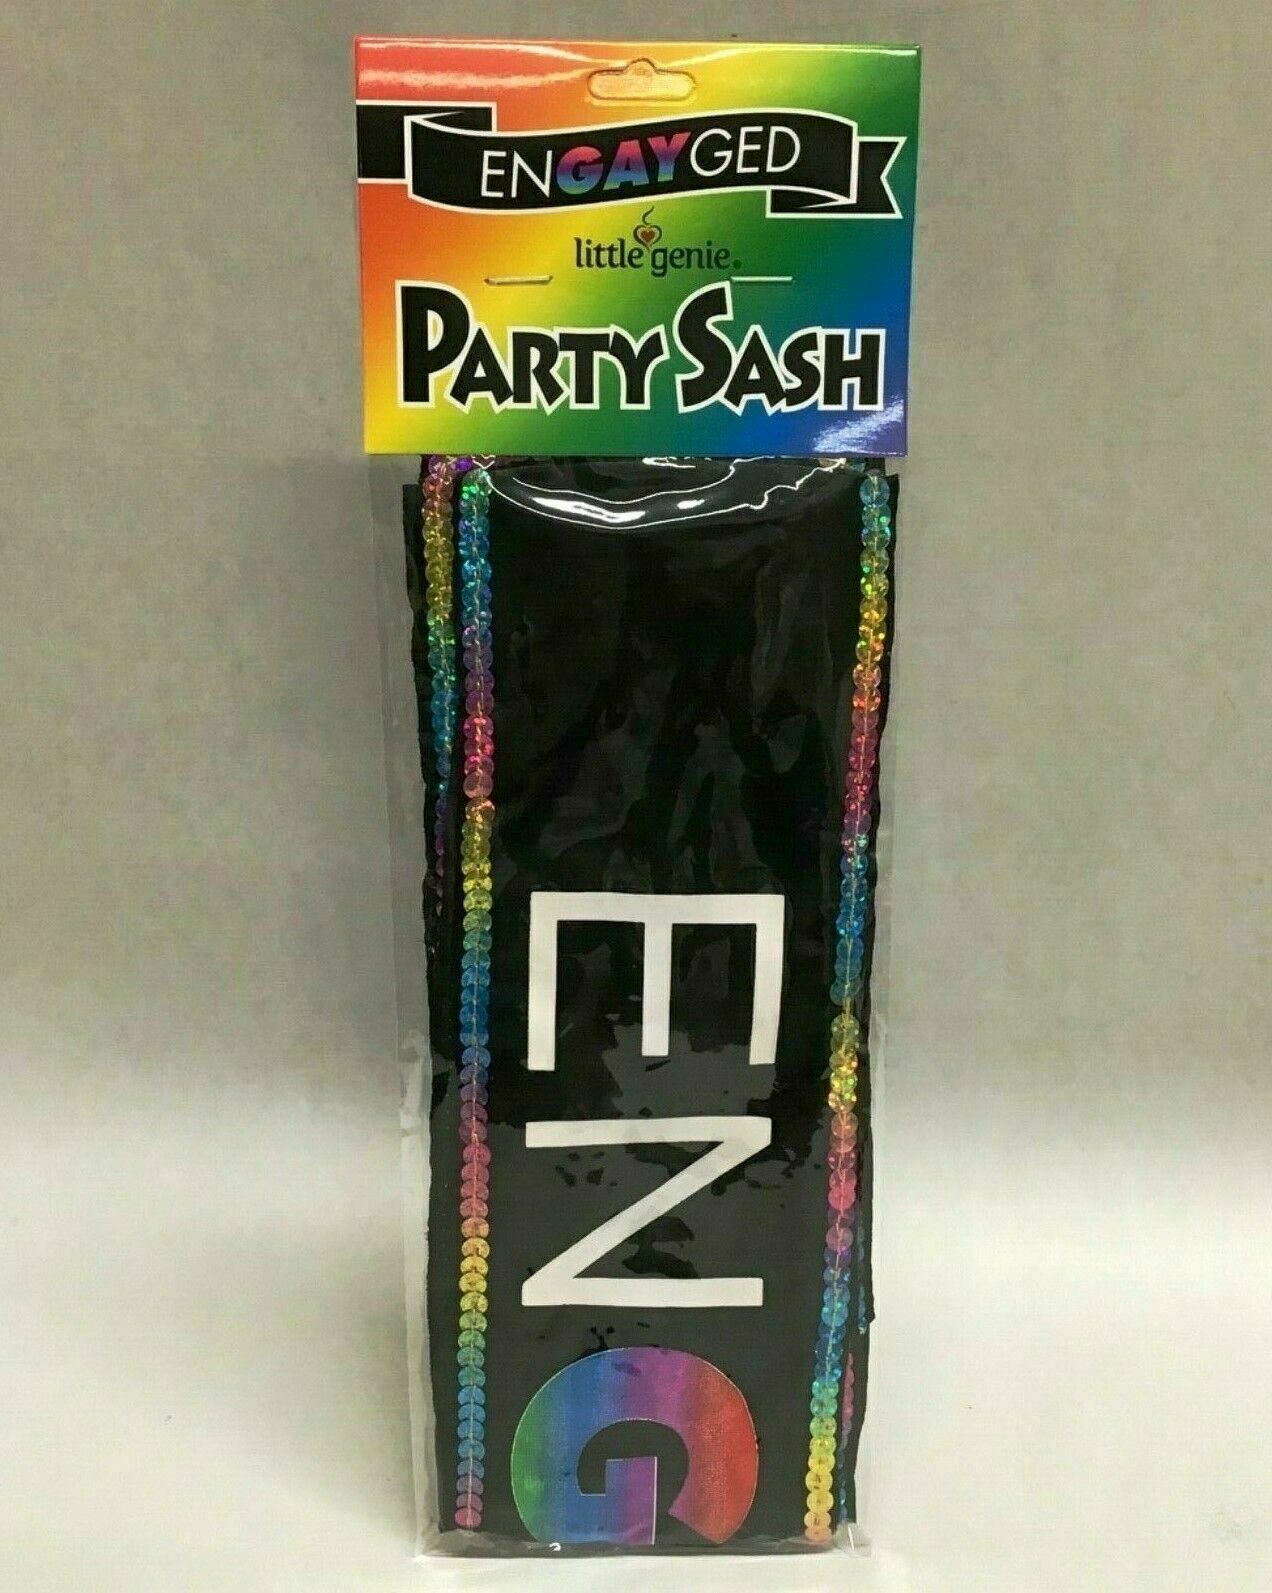 ENGAYGED
little genie.
PARTY SASH
ENG